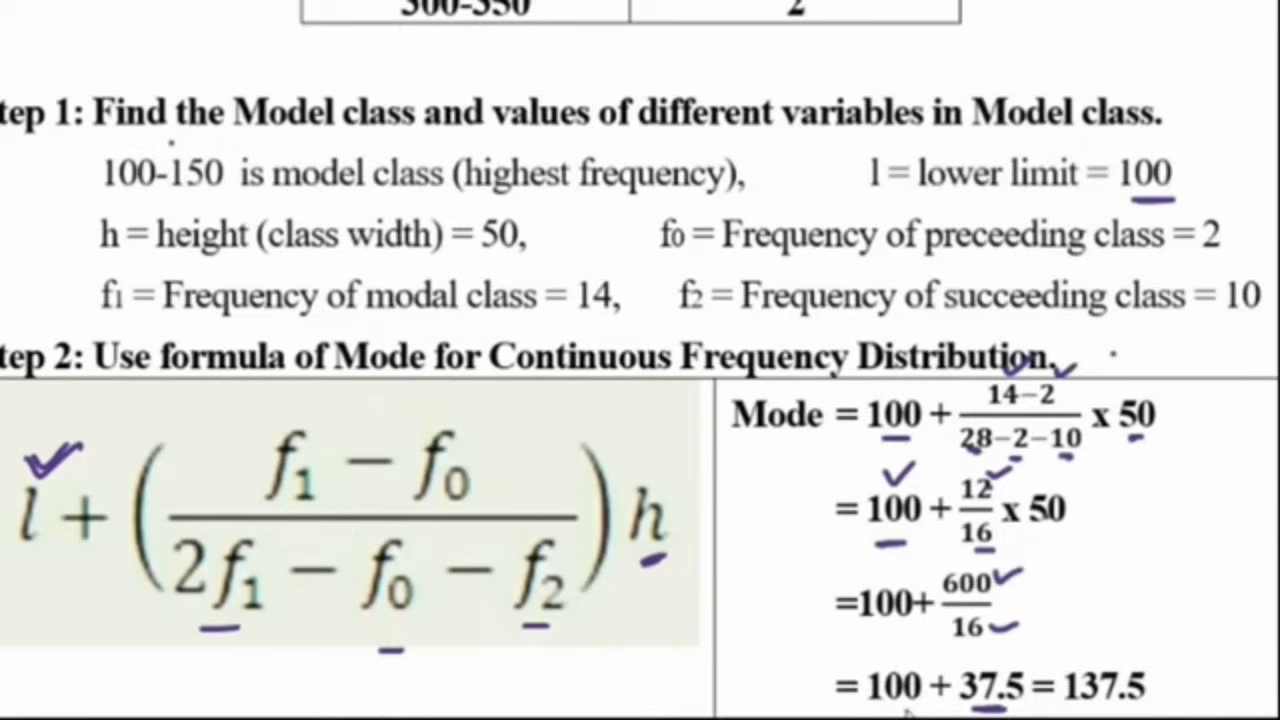 300-350 2
tep 1: Find the Model class and values of different variables in Model class.
100-150 is model class (highest frequency), l = lower limit = 100
h = height (class width) = 50, f0 = Frequency of preceeding class = 2
f1 = Frequency of modal class = 14, f2 = Frequency of succeeding class = 10
tep 2: Use formula of Mode for Continuous Frequency Distribution.
l + ( f₁ − f₀ / 2f₁ − f₀ − f₂ ) h
Mode = 100 + 14−2 / 28−2−10 x 50
= 100 + 12 / 16 x 50
=100+ 600 / 16
= 100 + 37.5 = 137.5